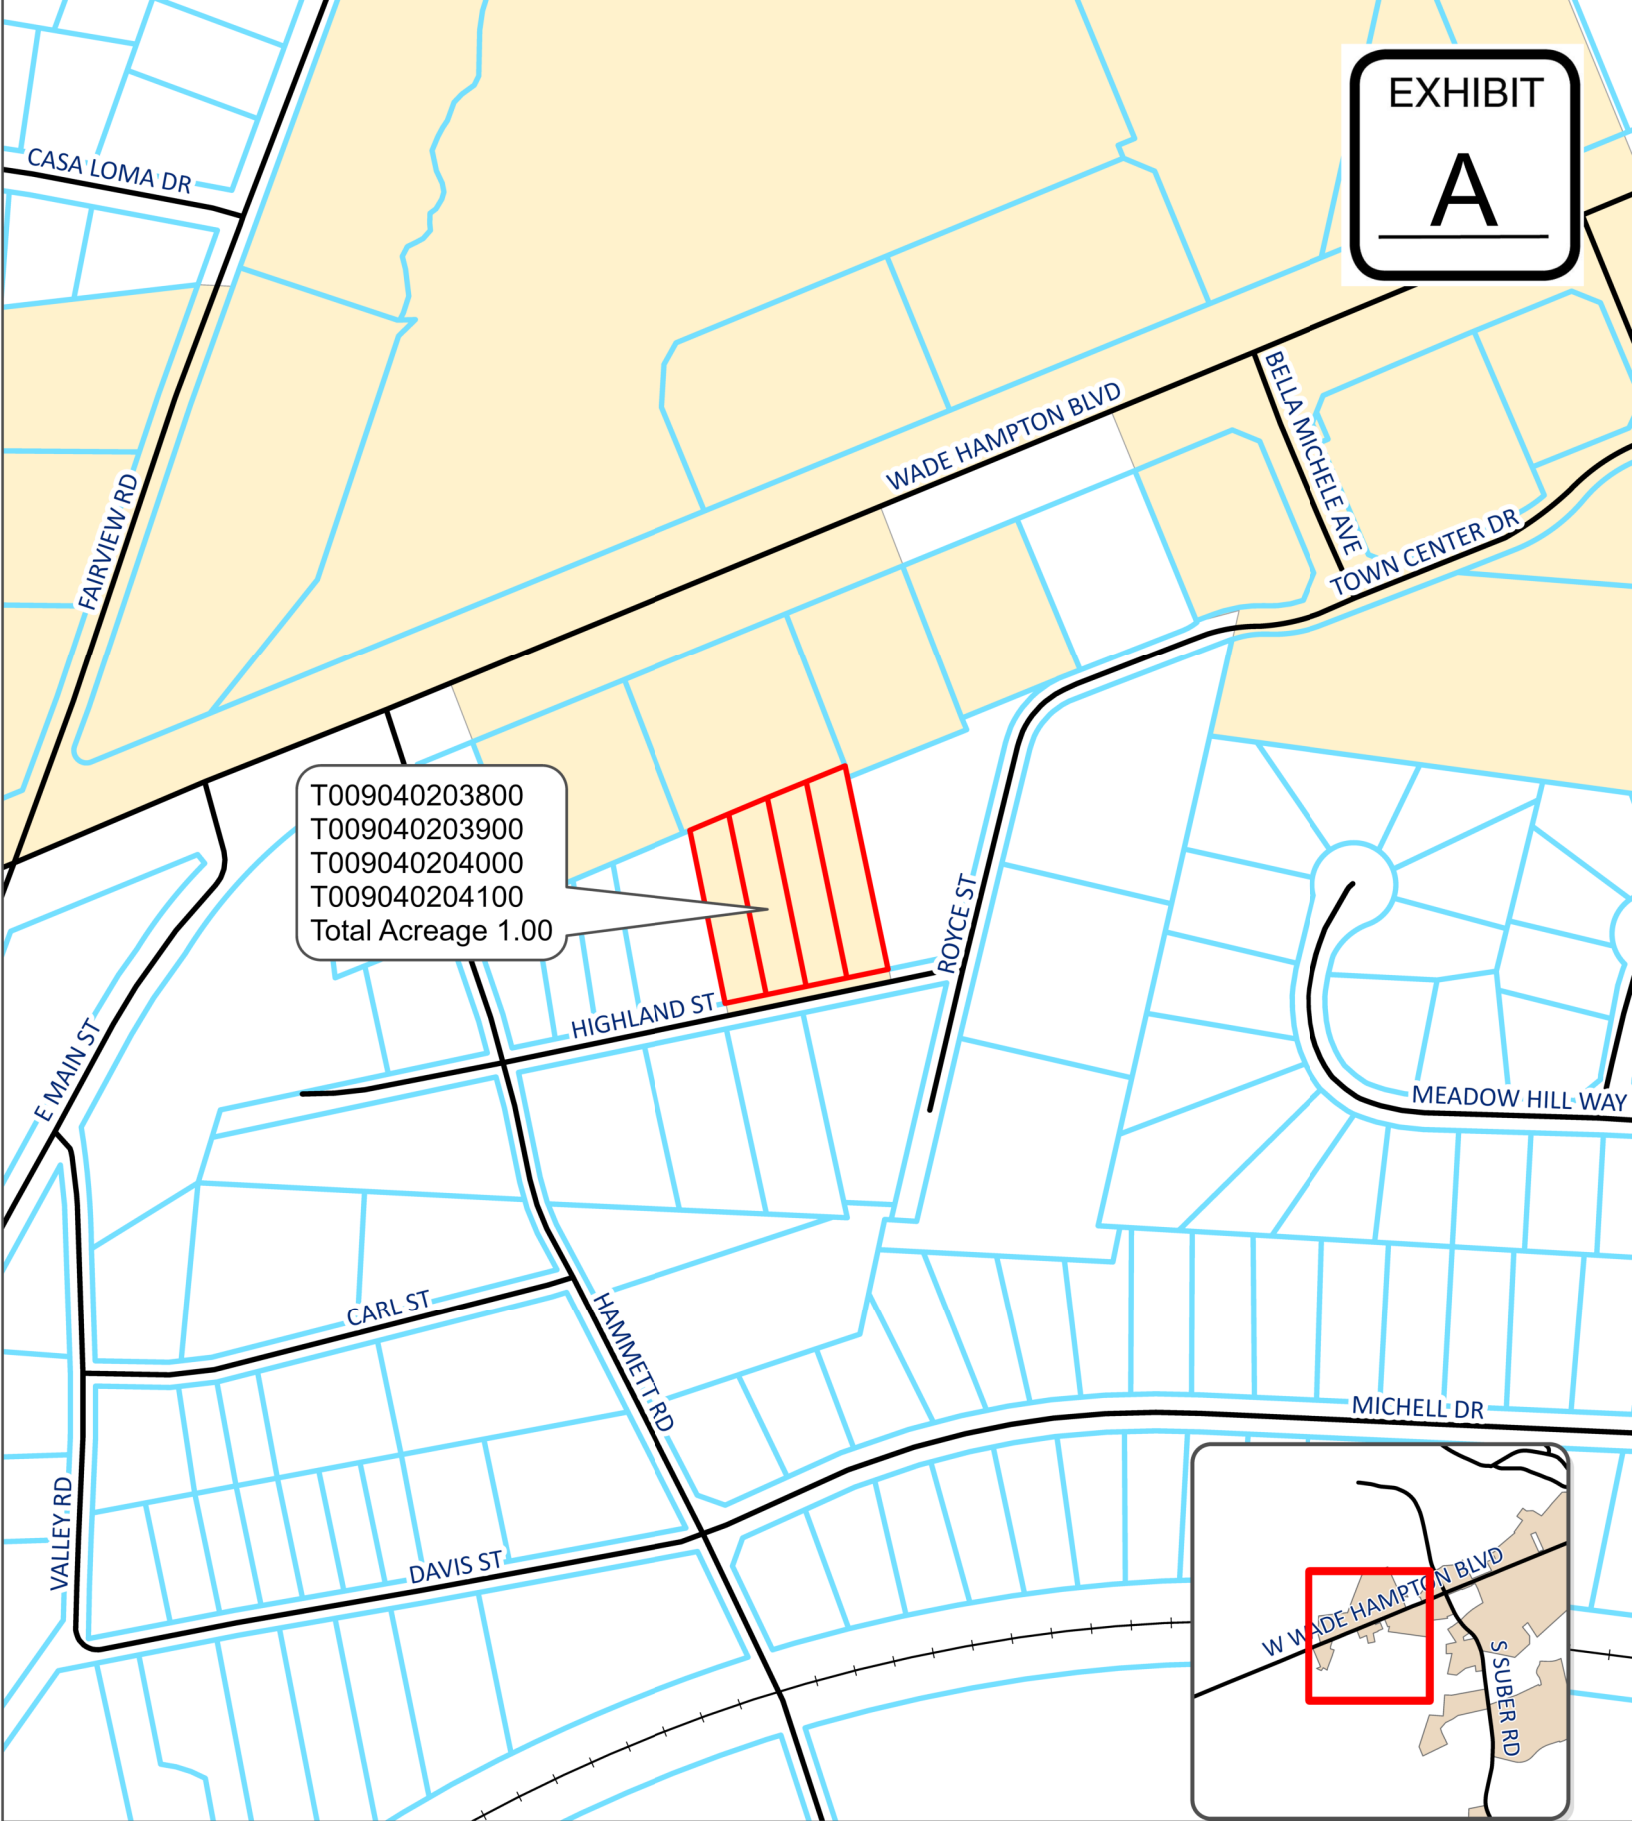 EXHIBIT
A
CASA LOMA DR
WADE HAMPTON BLVD
BELLA MICHELE AVE
FAIRVIEW RD
TOWN CENTER DR
T009040203800
T009040203900
T009040204000
T009040204100
Total Acreage 1.00
ROYCE ST
HIGHLAND ST
E MAIN ST
MEADOW HILL WAY
CARL ST
HAMMETT RD
MICHELL DR
VALLEY RD
DAVIS ST
W WADE HAMPTON BLVD
S SUBER RD